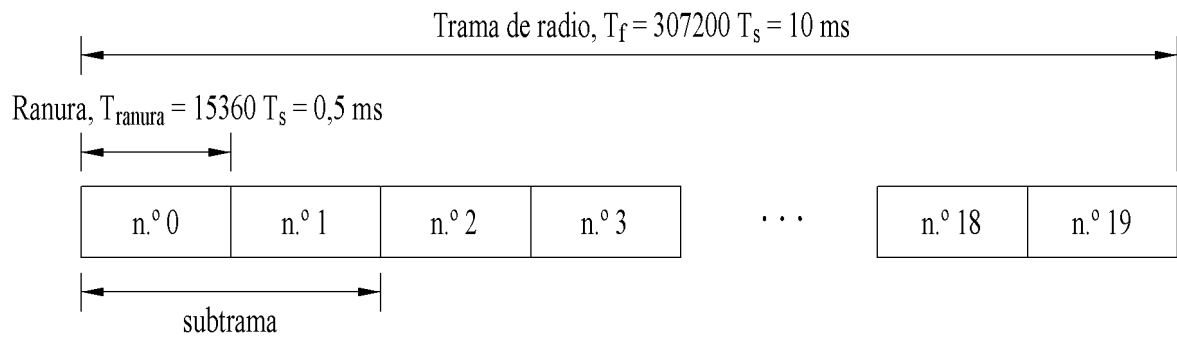 Trama de radio, Tf = 307200 Ts = 10 ms
Ranura, Tranura = 15360 Ts = 0,5 ms
n.º 0 n.º 1 n.º 2 n.º 3 . . . n.º 18 n.º 19
subtrama